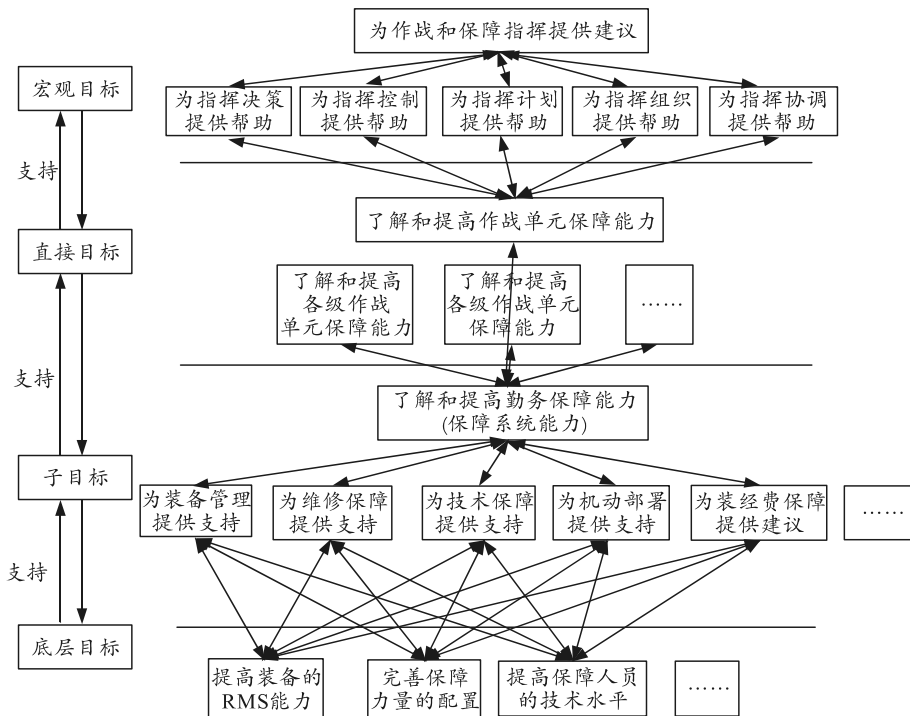 为作战和保障指挥提供建议
宏观目标
为指挥决策
提供帮助
为指挥控制
提供帮助
为指挥计划
提供帮助
为指挥组织
提供帮助
为指挥协调
提供帮助
支持
了解和提高作战单元保障能力
直接目标
了解和提高
各级作战
单元保障能力
了解和提高
各级作战单元
保障能力
……
支持
了解和提高勤务保障能力
(保障系统能力)
子目标
为装备管理
提供支持
为维修保障
提供支持
为技术保障
提供支持
为机动部署
提供支持
为装经费保障
提供建议
……
支持
底层目标
提高装备的
RMS能力
完善保障
力量的配置
提高保障人员
的技术水平
……